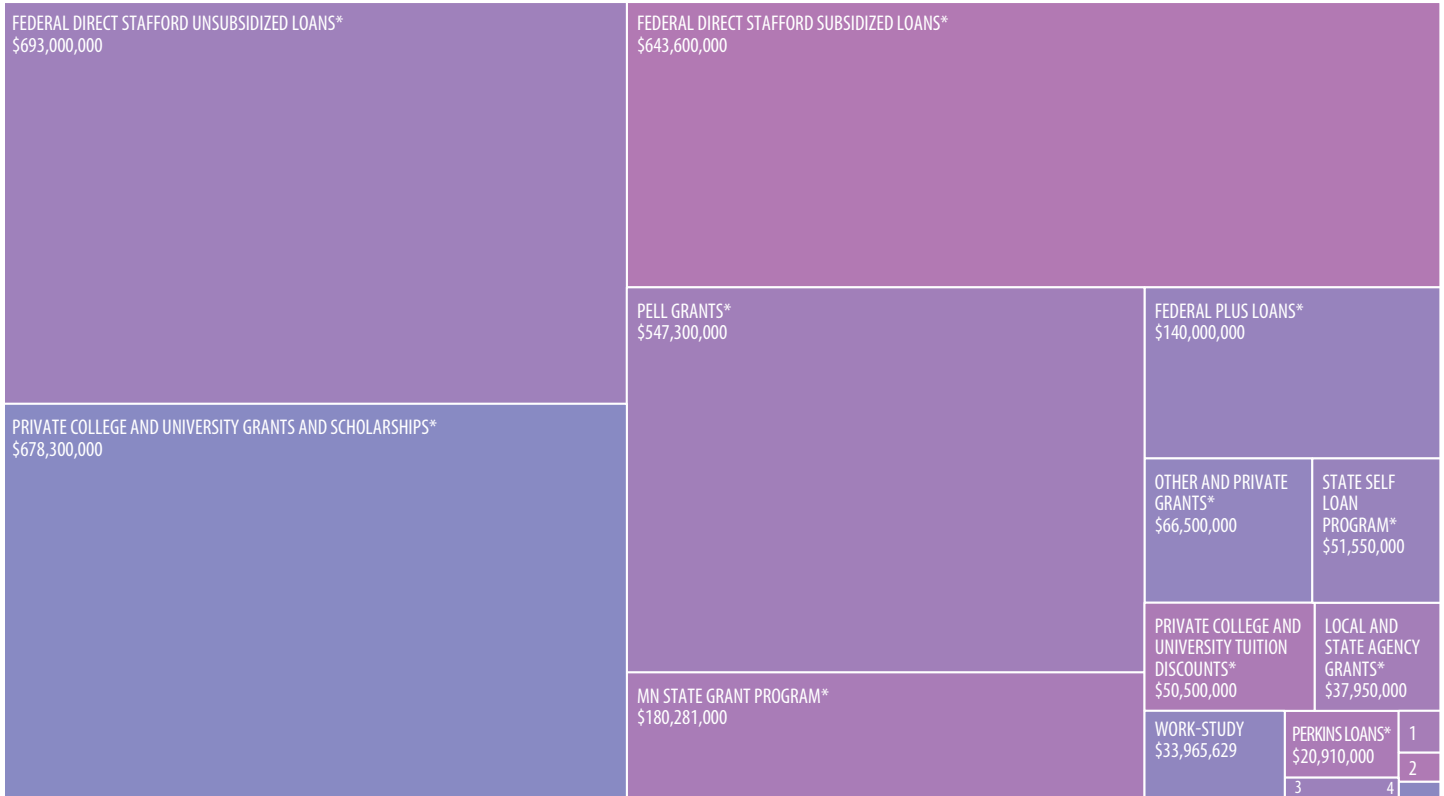 FEDERAL DIRECT STAFFORD UNSUBSIDIZED LOANS*
$693,000,000
FEDERAL DIRECT STAFFORD SUBSIDIZED LOANS*
$643,600,000
PELL GRANTS*
$547,300,000
FEDERAL PLUS LOANS*
$140,000,000
PRIVATE COLLEGE AND UNIVERSITY GRANTS AND SCHOLARSHIPS*
$678,300,000
OTHER AND PRIVATE
GRANTS*
$66,500,000
STATE SELF
LOAN
PROGRAM*
$51,550,000
PRIVATE COLLEGE AND
UNIVERSITY TUITION
DISCOUNTS*
$50,500,000
LOCAL AND
STATE AGENCY
GRANTS*
$37,950,000
MN STATE GRANT PROGRAM*
$180,281,000
WORK-STUDY
$33,965,629
PERKINS LOANS*
$20,910,000
1
2
3
4